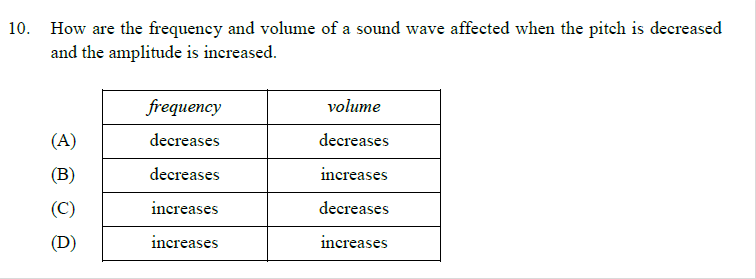 10. How are the frequency and volume of a sound wave affected when the pitch is decreased
and the amplitude is increased.
frequency volume
(A) decreases decreases
(B) decreases increases
(C) increases decreases
(D) increases increases